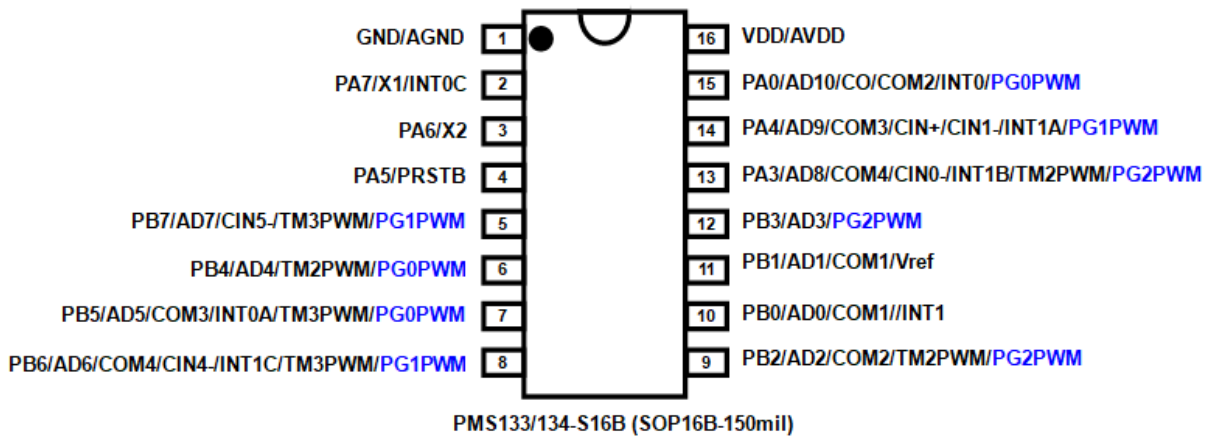 GND/AGND 1 16 VDD/AVDD
PA7/X1/INT0C 2 15 PA0/AD10/CO/COM2/INT0/PG0PWM
PA6/X2 3 14 PA4/AD9/COM3/CIN+/CIN1-/INT1A/PG1PWM
PA5/PRSTB 4 13 PA3/AD8/COM4/CIN0-/INT1B/TM2PWM/PG2PWM
PB7/AD7/CIN5-/TM3PWM/PG1PWM 5 12 PB3/AD3/PG2PWM
PB4/AD4/TM2PWM/PG0PWM 6 11 PB1/AD1/COM1/Vref
PB5/AD5/COM3/INT0A/TM3PWM/PG0PWM 7 10 PB0/AD0/COM1//INT1
PB6/AD6/COM4/CIN4-/INT1C/TM3PWM/PG1PWM 8 9 PB2/AD2/COM2/TM2PWM/PG2PWM
PMS133/134-S16B (SOP16B-150mil)